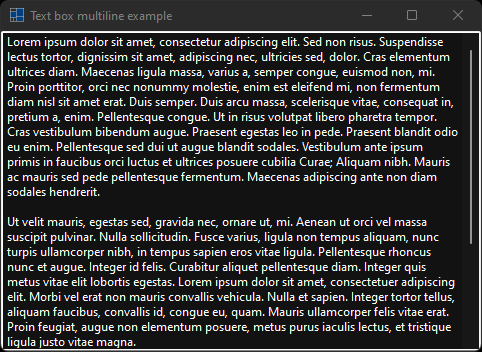 Text box multiline example
Lorem ipsum dolor sit amet, consectetur adipiscing elit. Sed non risus. Suspendisse
lectus tortor, dignissim sit amet, adipiscing nec, ultricies sed, dolor. Cras elementum
ultrices diam. Maecenas ligula massa, varius a, semper congue, euismod non, mi.
Proin porttitor, orci nec nonummy molestie, enim est eleifend mi, non fermentum
diam nisl sit amet erat. Duis semper. Duis arcu massa, scelerisque vitae, consequat in,
pretium a, enim. Pellentesque congue. Ut in risus volutpat libero pharetra tempor.
Cras vestibulum bibendum augue. Praesent egestas leo in pede. Praesent blandit odio
eu enim. Pellentesque sed dui ut augue blandit sodales. Vestibulum ante ipsum
primis in faucibus orci luctus et ultrices posuere cubilia Curae; Aliquam nibh. Mauris
ac mauris sed pede pellentesque fermentum. Maecenas adipiscing ante non diam
sodales hendrerit.
Ut velit mauris, egestas sed, gravida nec, ornare ut, mi. Aenean ut orci vel massa
suscipit pulvinar. Nulla sollicitudin. Fusce varius, ligula non tempus aliquam, nunc
turpis ullamcorper nibh, in tempus sapien eros vitae ligula. Pellentesque rhoncus
nunc et augue. Integer id felis. Curabitur aliquet pellentesque diam. Integer quis
metus vitae elit lobortis egestas. Lorem ipsum dolor sit amet, consectetuer adipiscing
elit. Morbi vel erat non mauris convallis vehicula. Nulla et sapien. Integer tortor tellus,
aliquam faucibus, convallis id, congue eu, quam. Mauris ullamcorper felis vitae erat.
Proin feugiat, augue non elementum posuere, metus purus iaculis lectus, et tristique
ligula justo vitae magna.